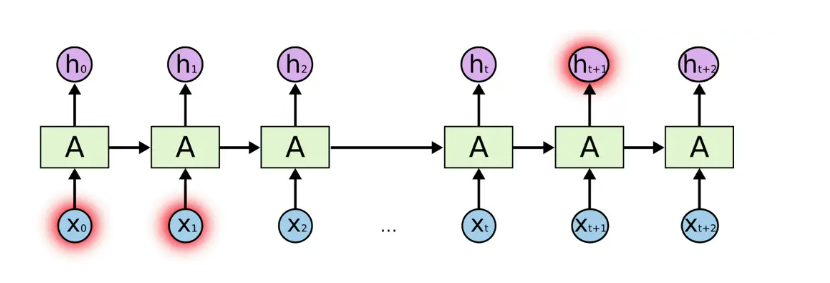 h₀ h₁ h₂ hₜ hₜ₊₁ hₜ₊₂
A A A A A A
x₀ x₁ x₂ ... xₜ xₜ₊₁ xₜ₊₂